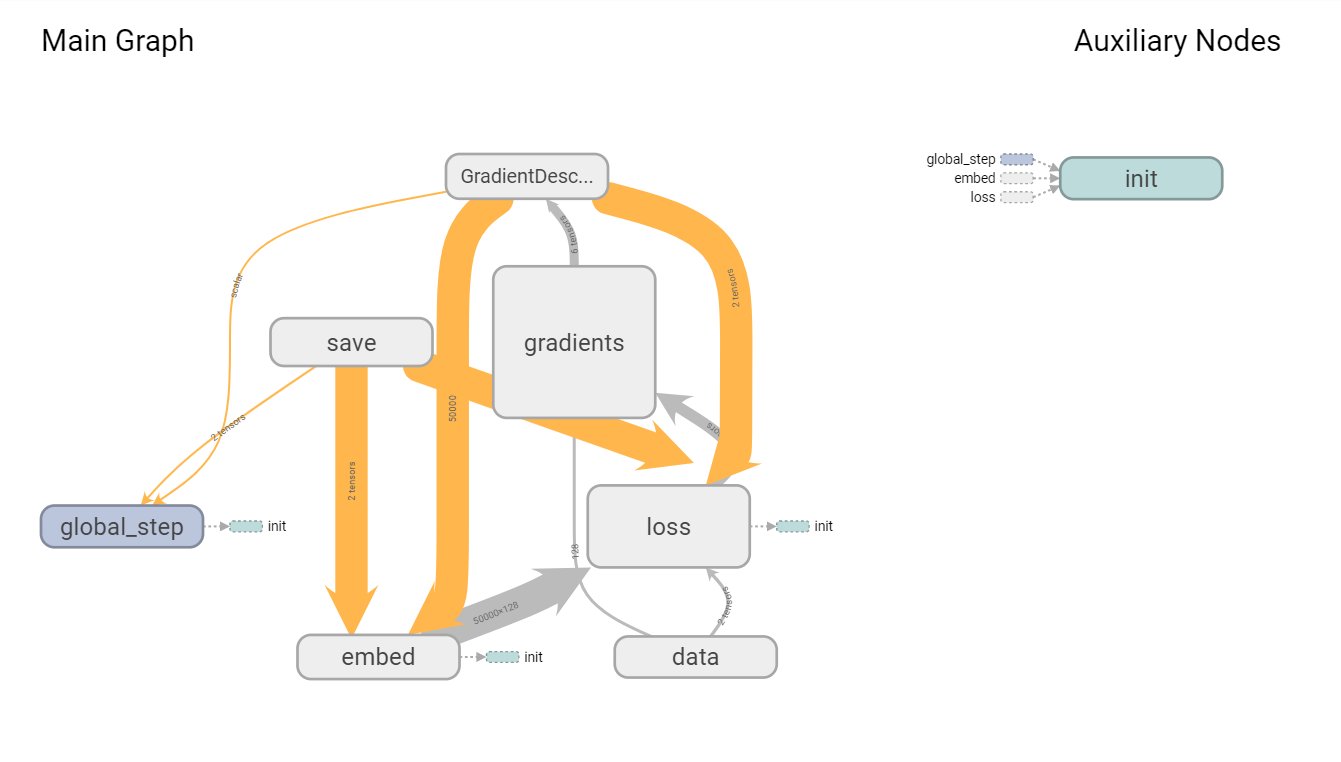 Main Graph
Auxiliary Nodes
global_step
embed
loss
init
GradientDesc...
6 tensors
scalar
2 tensors
save
gradients
50000
2 tensors
2 tensors
global_step
init
loss
init
128
50000×128
2 tensors
embed
init
data